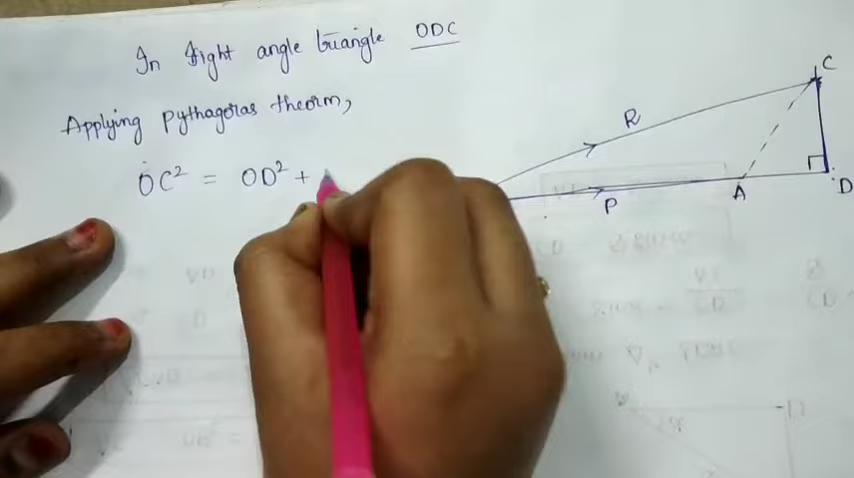 In right angle triangle ODC
Applying Pythagoras theorm,
OC² = OD² +
C
R
P
A
D